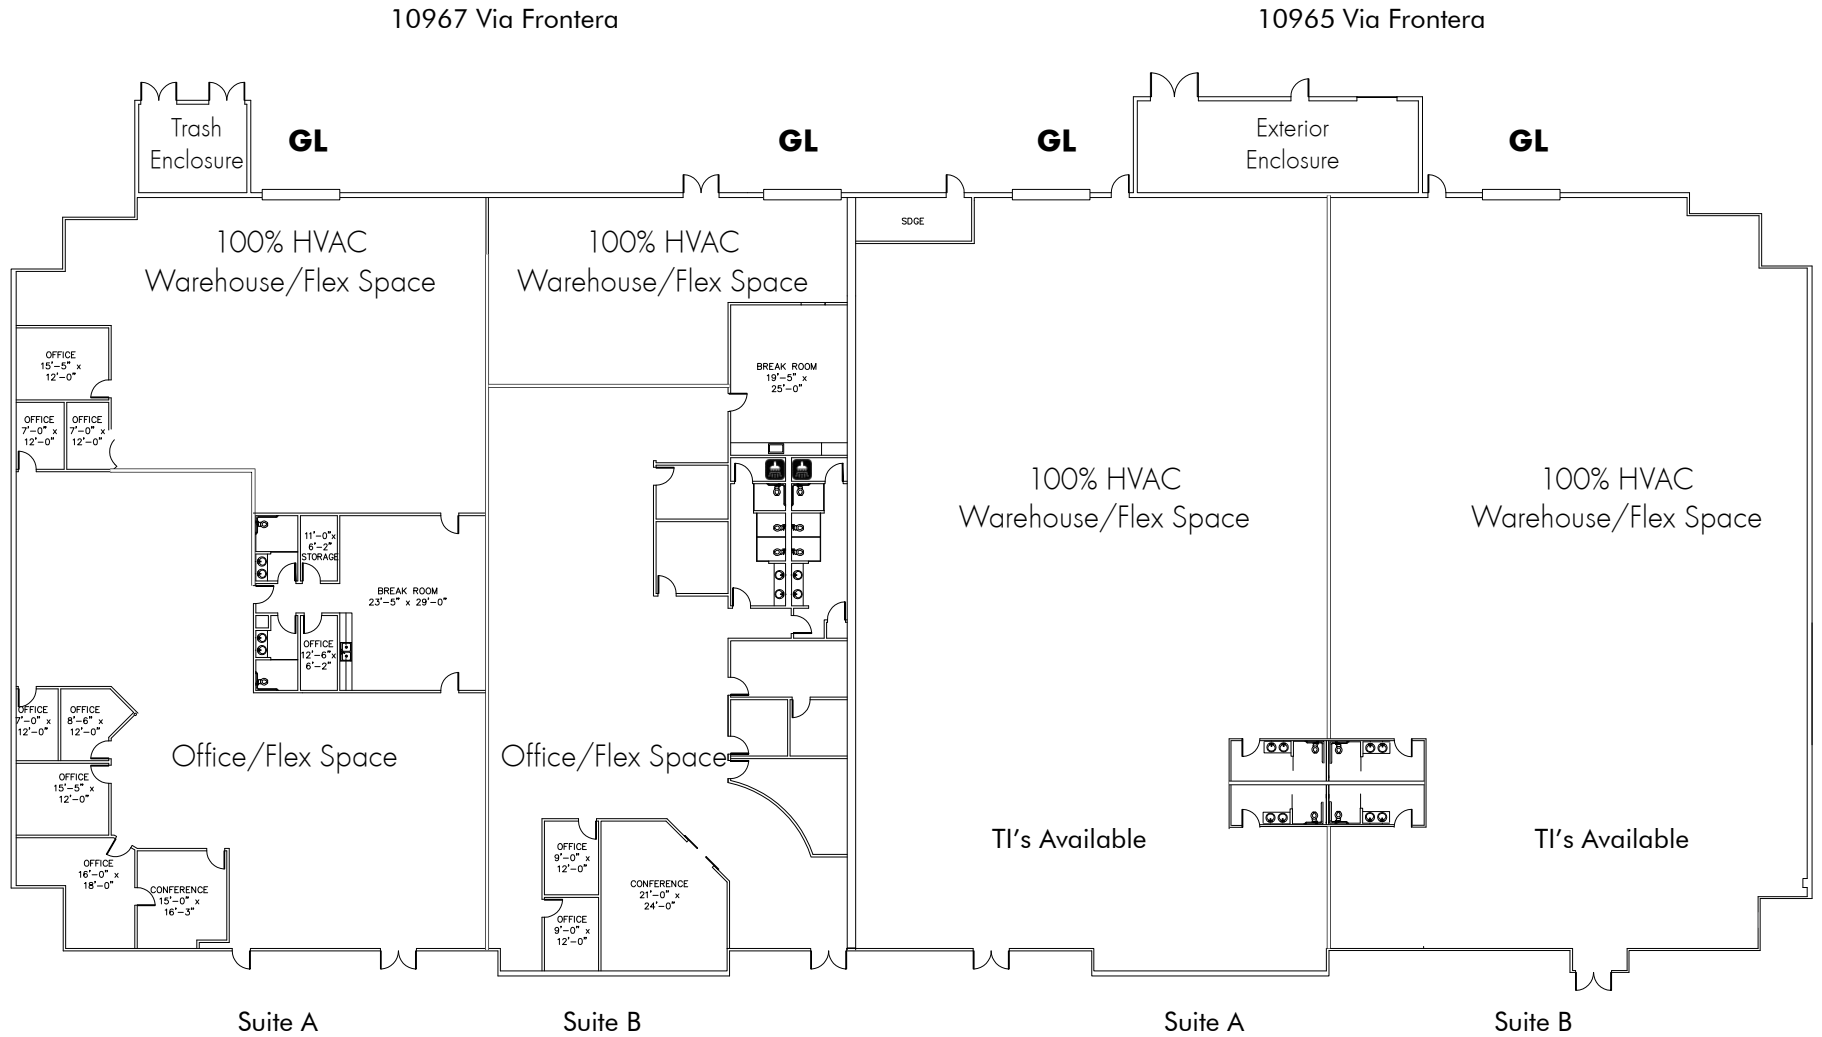 10967 Via Frontera
10965 Via Frontera
Trash
Enclosure
GL
GL
GL
Exterior
Enclosure
GL
SDGE
100% HVAC
Warehouse/Flex Space
100% HVAC
Warehouse/Flex Space
OFFICE
15'-5" x
12'-0"
BREAK ROOM
19'-5" x
25'-0"
OFFICE
7'-0" x
12'-0"
OFFICE
7'-0" x
12'-0"
100% HVAC
Warehouse/Flex Space
100% HVAC
Warehouse/Flex Space
11'-0"x
6'-2"
STORAGE
BREAK ROOM
23'-5" x 29'-0"
OFFICE
12'-6"x
6'-2"
OFFICE
7'-0" x
12'-0"
OFFICE
8'-6" x
12'-0"
Office/Flex Space
Office/Flex Space
OFFICE
15'-5" x
12'-0"
TI's Available
TI's Available
OFFICE
16'-0" x
18'-0"
CONFERENCE
15'-0" x
16'-3"
OFFICE
9'-0" x
12'-0"
CONFERENCE
21'-0" x
24'-0"
OFFICE
9'-0" x
12'-0"
Suite A
Suite B
Suite A
Suite B